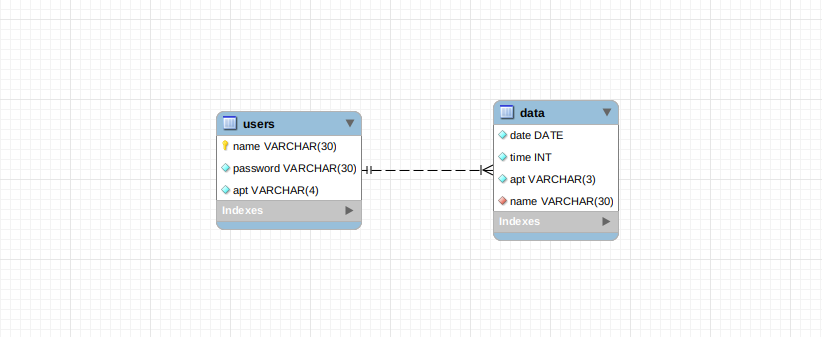 users
name VARCHAR(30)
password VARCHAR(30)
apt VARCHAR(4)
Indexes
data
date DATE
time INT
apt VARCHAR(3)
name VARCHAR(30)
Indexes